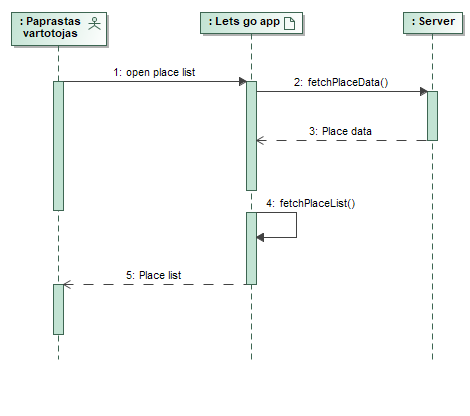 : Paprastas
vartotojas
: Lets go app
: Server
1: open place list
2: fetchPlaceData()
3: Place data
4: fetchPlaceList()
5: Place list